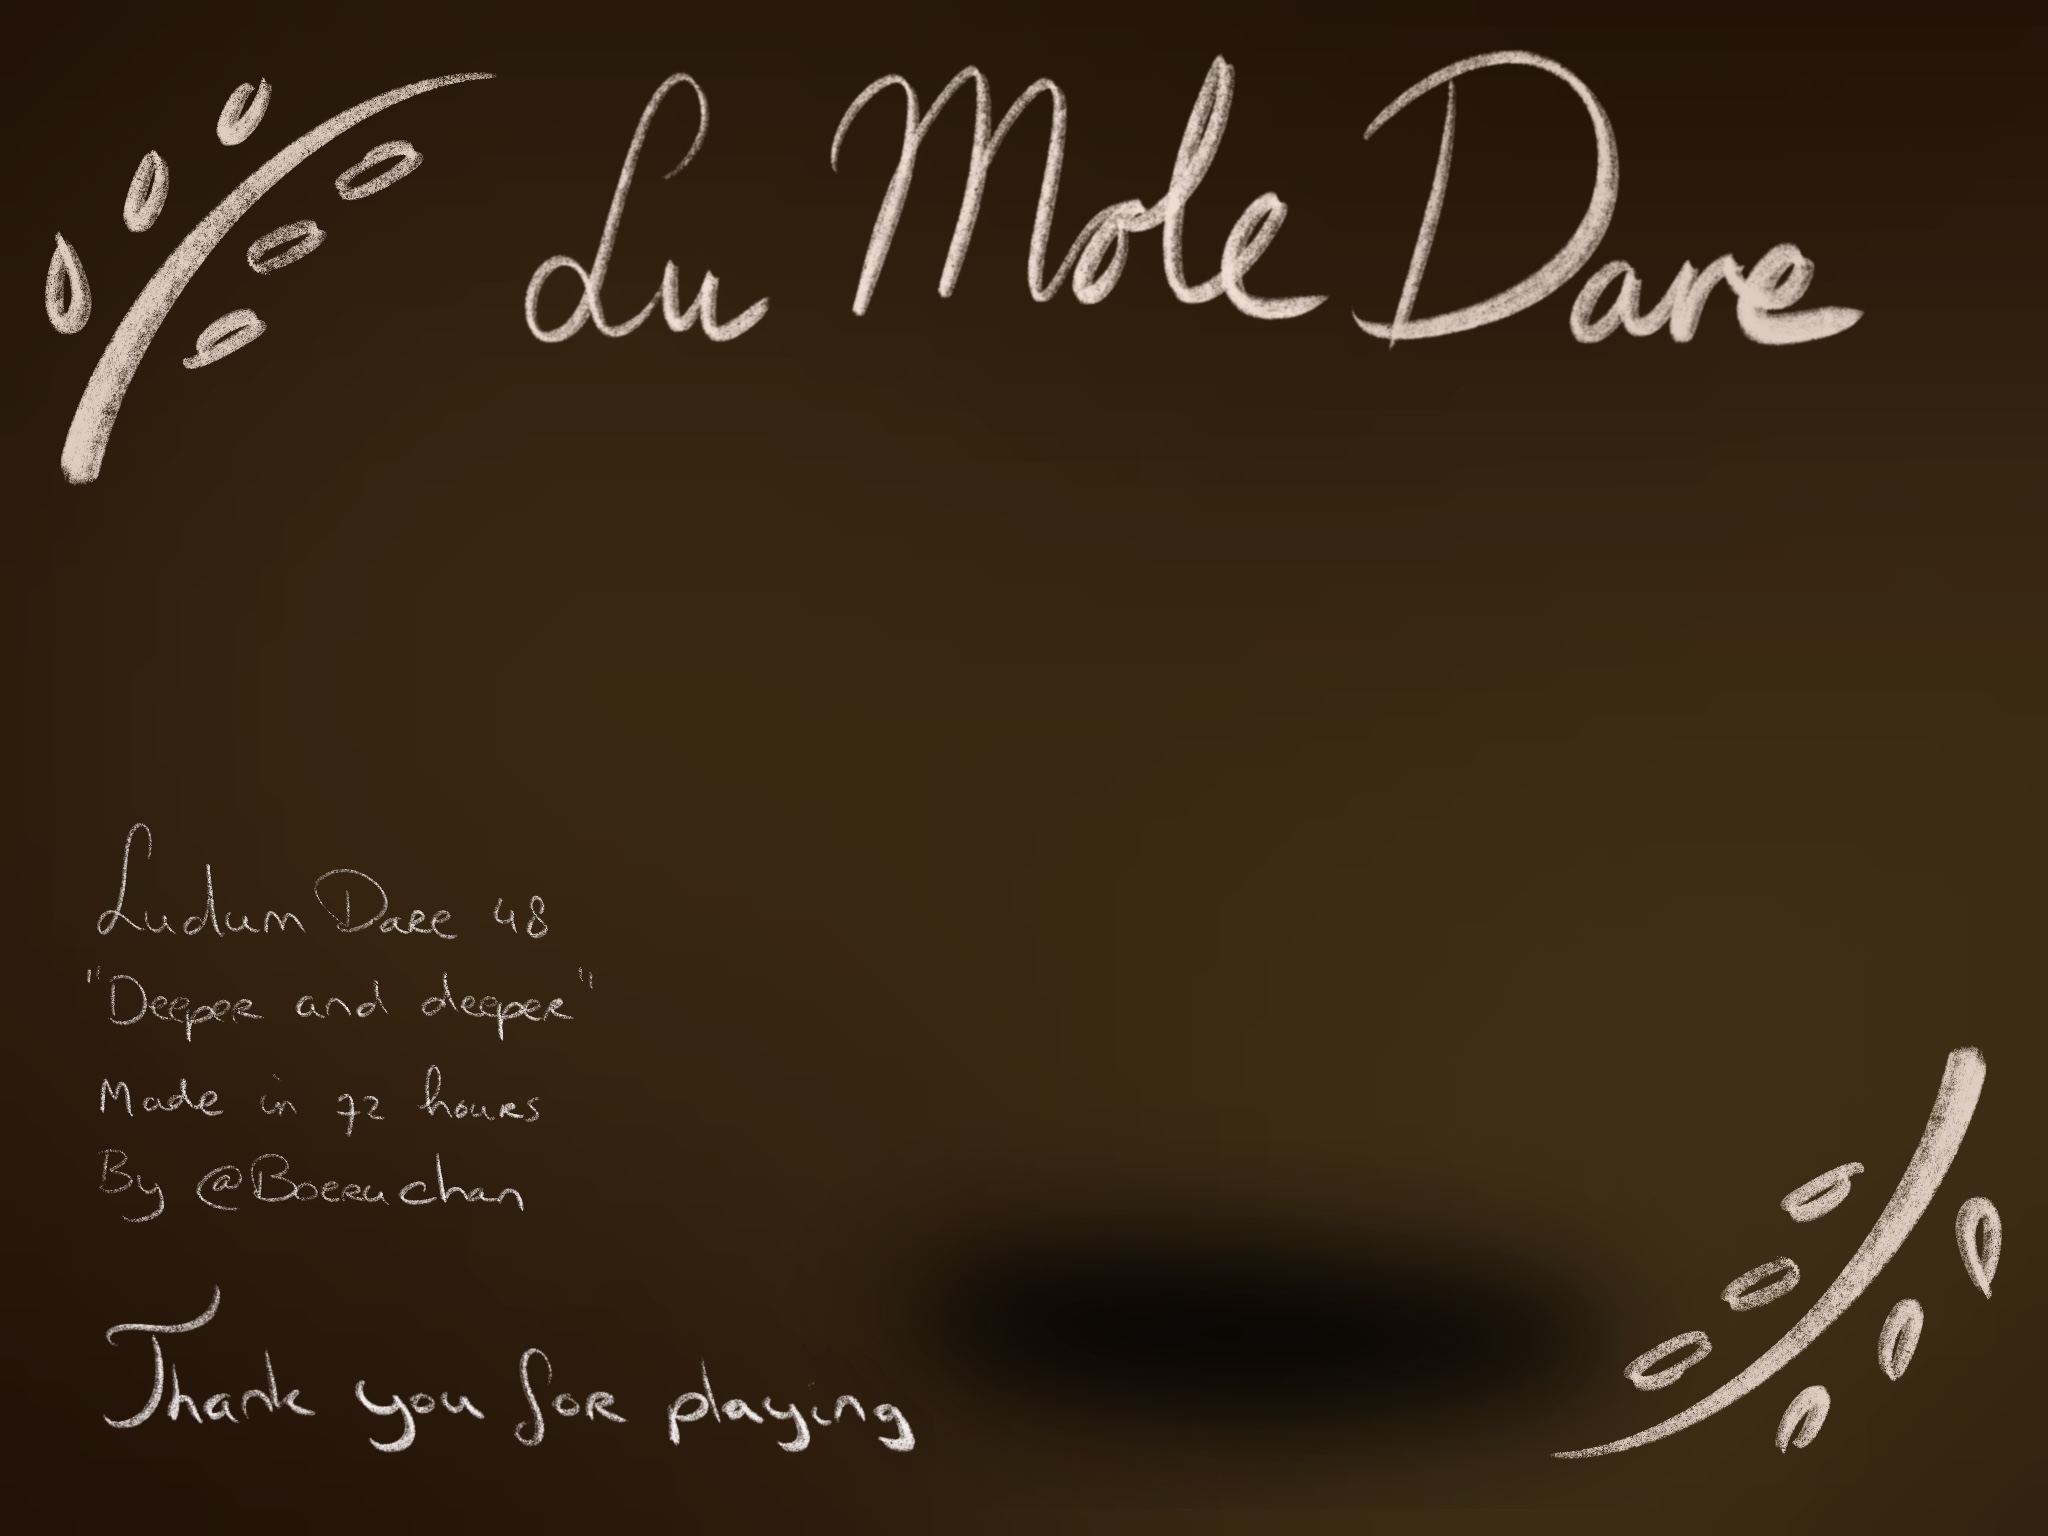 Lu Mole Dare
Ludum Dare 48
"Deeper and deeper"
Made in 72 hours
By @Boeruchan
Thank you for playing